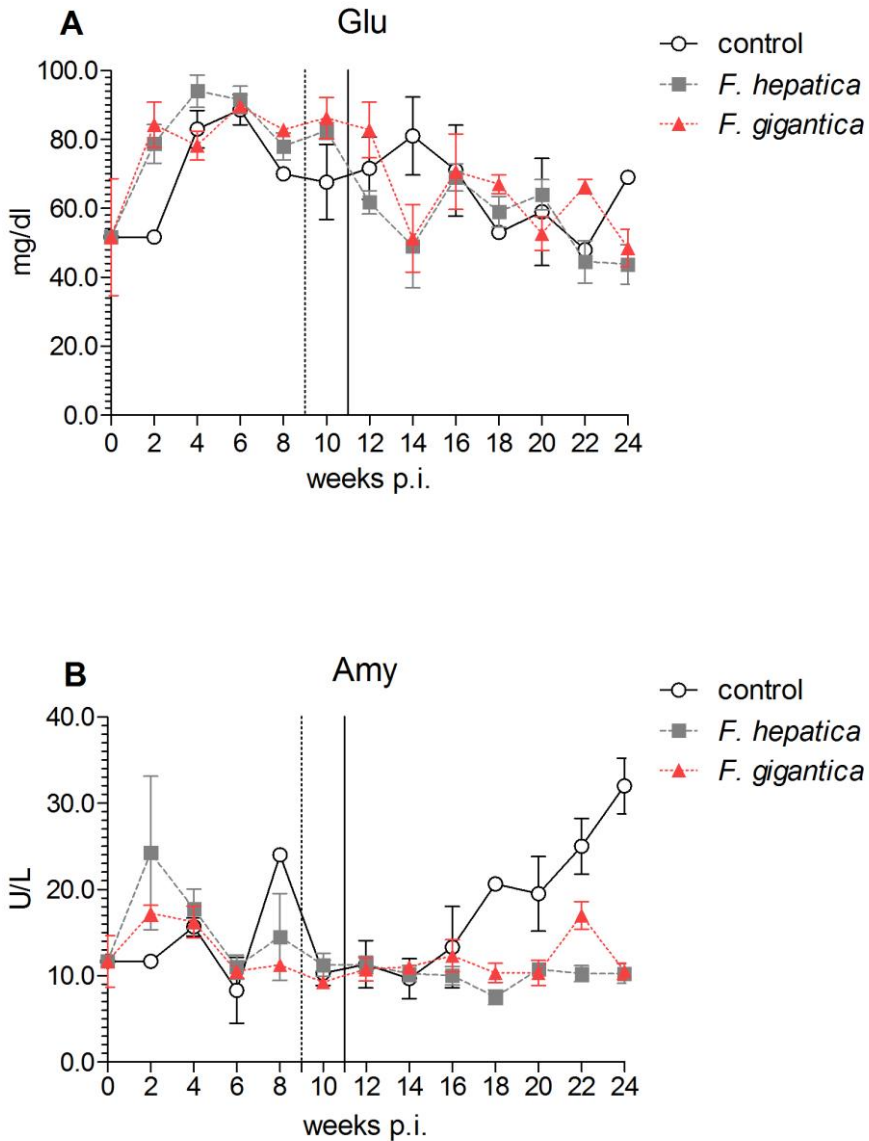 A
Glu
control
F. hepatica
F. gigantica
100.0
80.0
60.0
40.0
20.0
0.0
mg/dl
0 2 4 6 8 10 12 14 16 18 20 22 24
weeks p.i.
B
Amy
control
F. hepatica
F. gigantica
40.0
30.0
20.0
10.0
0.0
U/L
0 2 4 6 8 10 12 14 16 18 20 22 24
weeks p.i.